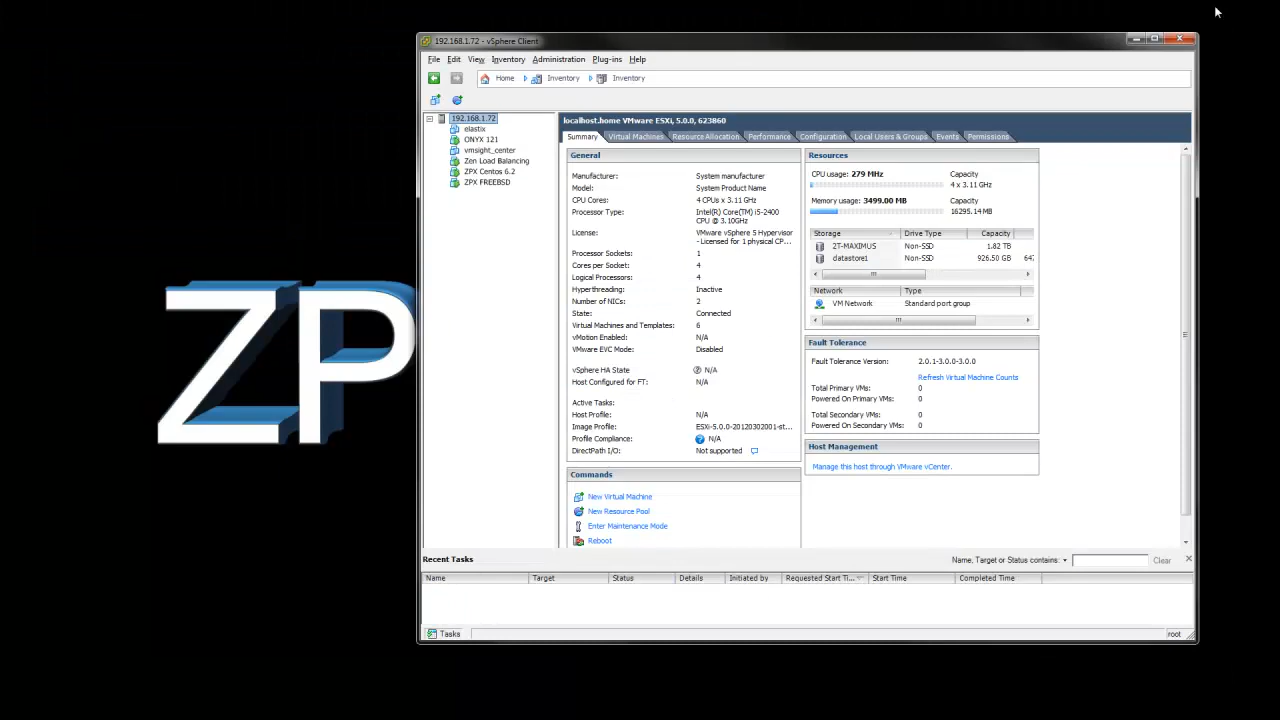 192.168.1.72 - vSphere Client
File Edit View Inventory Administration Plug-ins Help
Home Inventory Inventory
192.168.1.72
elastix
ONYX 121
vmsight_center
Zen Load Balancing
ZPX Centos 6.2
ZPX FREEBSD
localhost.home VMware ESXi, 5.0.0, 623860
Summary Virtual Machines Resource Allocation Performance Configuration Local Users & Groups Events Permissions
General
Manufacturer: System manufacturer
Model: System Product Name
CPU Cores: 4 CPUs x 3.11 GHz
Processor Type: Intel(R) Core(TM) i5-2400
CPU @ 3.10GHz
License: VMware vSphere 5 Hypervisor
- Licensed for 1 physical CP...
Processor Sockets: 1
Cores per Socket: 4
Logical Processors: 4
Hyperthreading: Inactive
Number of NICs: 2
State: Connected
Virtual Machines and Templates: 6
vMotion Enabled: N/A
VMware EVC Mode: Disabled
vSphere HA State N/A
Host Configured for FT: N/A
Active Tasks:
Host Profile: N/A
Image Profile: ESXi-5.0.0-20120302001-st...
Profile Compliance: N/A
DirectPath I/O: Not supported
Commands
New Virtual Machine
New Resource Pool
Enter Maintenance Mode
Reboot
Resources
CPU usage: 279 MHz Capacity
4 x 3.11 GHz
Memory usage: 3499.00 MB Capacity
16295.14 MB
Storage Drive Type Capacity
2T-MAXIMUS Non-SSD 1.82 TB
datastore1 Non-SSD 926.50 GB 647
Network Type
VM Network Standard port group
Fault Tolerance
Fault Tolerance Version: 2.0.1-3.0.0-3.0.0
Refresh Virtual Machine Counts
Total Primary VMs: 0
Powered On Primary VMs: 0
Total Secondary VMs: 0
Powered On Secondary VMs: 0
Host Management
Manage this host through VMware vCenter.
Recent Tasks Name, Target or Status contains: Clear
Name Target Status Details Initiated by Requested Start Ti... Start Time Completed Time
Tasks root
ZP